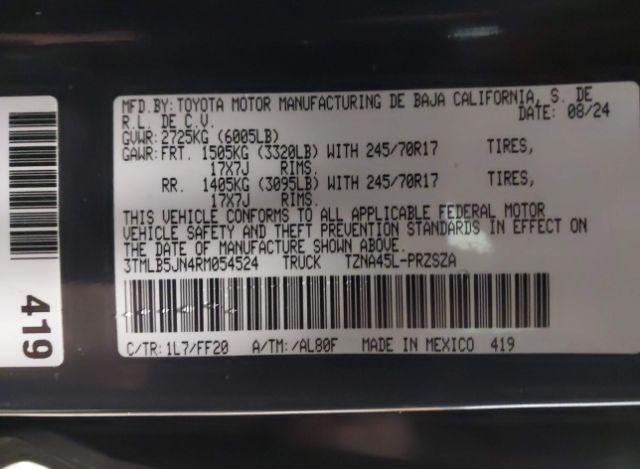 MFD.BY: TOYOTA MOTOR MANUFACTURING DE BAJA CALIFORNIA, S. DE
R.L. DE C.V. DATE: 08/24
GVWR: 2725KG (6005LB)
GAWR: FRT. 1505KG (3320LB) WITH 245/70R17 TIRES,
17X7J RIMS.
RR. 1405KG (3095LB) WITH 245/70R17 TIRES,
17X7J RIMS.
THIS VEHICLE CONFORMS TO ALL APPLICABLE FEDERAL MOTOR
VEHICLE SAFETY AND THEFT PREVENTION STANDARDS IN EFFECT ON
THE DATE OF MANUFACTURE SHOWN ABOVE.
3TMLB5JN4RM054524 TRUCK TZNA45L-PRZSZA
C/TR: 1L7/FF20 A/TM: /AL80F MADE IN MEXICO 419
419